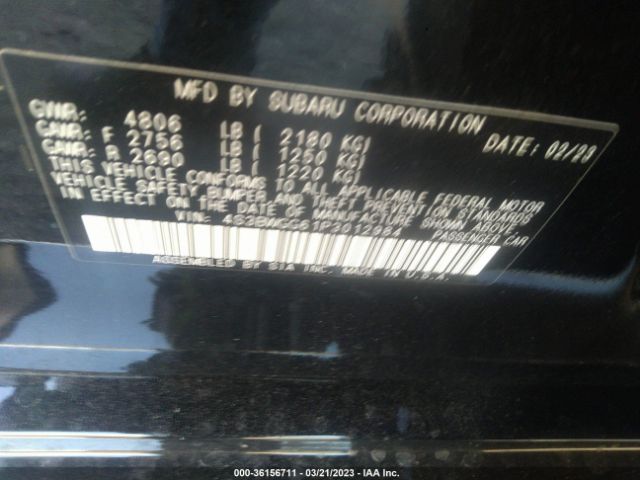 MFD BY SUBARU CORPORATION DATE: 02/23
GVWR: 4806 LB ( 2180 KG)
GAWR: F 2756 LB ( 1250 KG)
GAWR: R 2690 LB ( 1220 KG)
THIS VEHICLE CONFORMS TO ALL APPLICABLE FEDERAL MOTOR
VEHICLE SAFETY BUMPER, AND THEFT PREVENTION STANDARDS
IN EFFECT ON THE DATE OF MANUFACTURE SHOWN ABOVE.
VIN: PASSENGER CAR
ASSEMBLED BY SIA INC. MADE IN U.S.A.
000-36156711 - 03/21/2023 - IAA Inc.